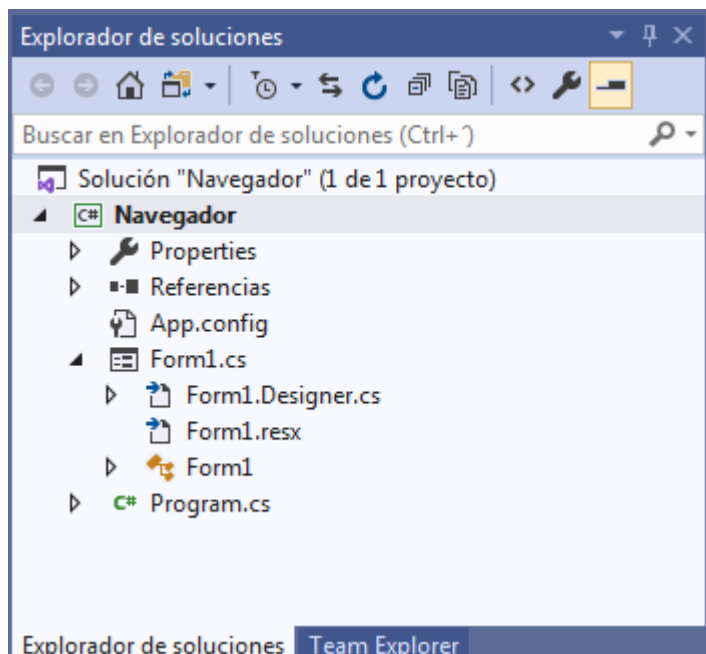 Explorador de soluciones
Buscar en Explorador de soluciones (Ctrl+´)
Solución "Navegador" (1 de 1 proyecto)
C# Navegador
Properties
Referencias
App.config
Form1.cs
Form1.Designer.cs
Form1.resx
Form1
C# Program.cs
Explorador de soluciones Team Explorer